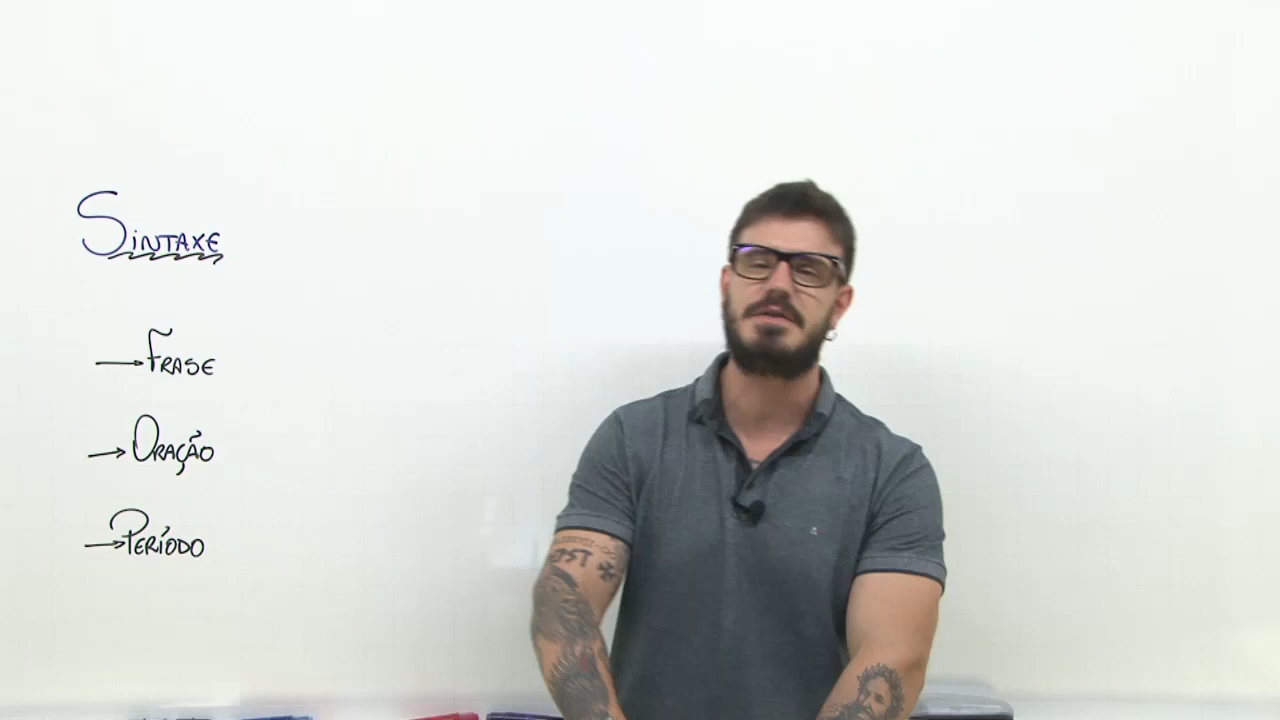 Sintaxe
→ Frase
→ Oração
→ Período